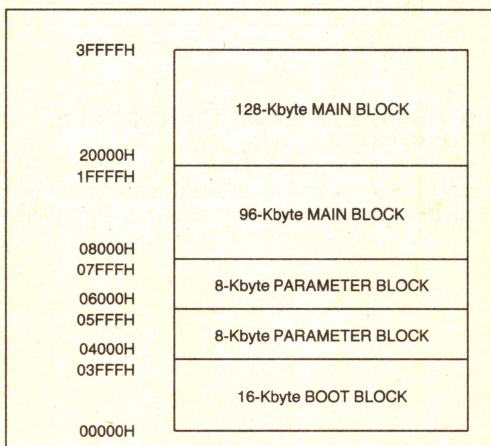 3FFFFH
128-Kbyte MAIN BLOCK
20000H
1FFFFH
96-Kbyte MAIN BLOCK
08000H
07FFFH
8-Kbyte PARAMETER BLOCK
06000H
05FFFH
8-Kbyte PARAMETER BLOCK
04000H
03FFFH
16-Kbyte BOOT BLOCK
00000H